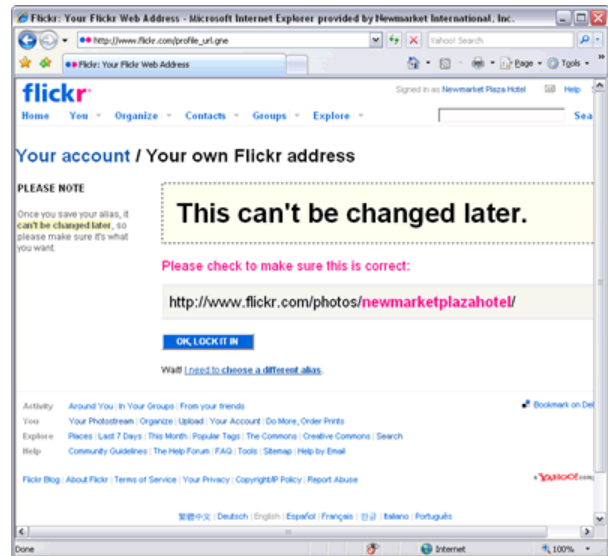 Flickr: Your Flickr Web Address - Microsoft Internet Explorer provided by Newmarket International, Inc.
http://www.flickr.com/profile_url.gne
Yahoo! Search
Flickr: Your Flickr Web Address
Page
Tools
flickr
Signed in as Newmarket Plaza Hotel
Help
Home You Organize Contacts Groups Explore
Sea
Your account / Your own Flickr address
PLEASE NOTE
Once you save your alias, it
can't be changed later, so
please make sure it's what
you want.
This can't be changed later.
Please check to make sure this is correct:
http://www.flickr.com/photos/newmarketplazahotel/
OK, LOCK IT IN
Wait! I need to choose a different alias.
Activity Around You | In Your Groups | From your friends
Bookmark on Del
You Your Photostream | Organize | Upload | Your Account | Do More, Order Prints
Explore Places | Last 7 Days | This Month | Popular Tags | The Commons | Creative Commons | Search
Help Community Guidelines | The Help Forum | FAQ | Tools | Sitemap | Help by Email
Flickr Blog | About Flickr | Terms of Service | Your Privacy | Copyright/IP Policy | Report Abuse
a YAHOO! com
繁體中文 | Deutsch | English | Español | Français | 한글 | Italiano | Português
Done
Internet
100%